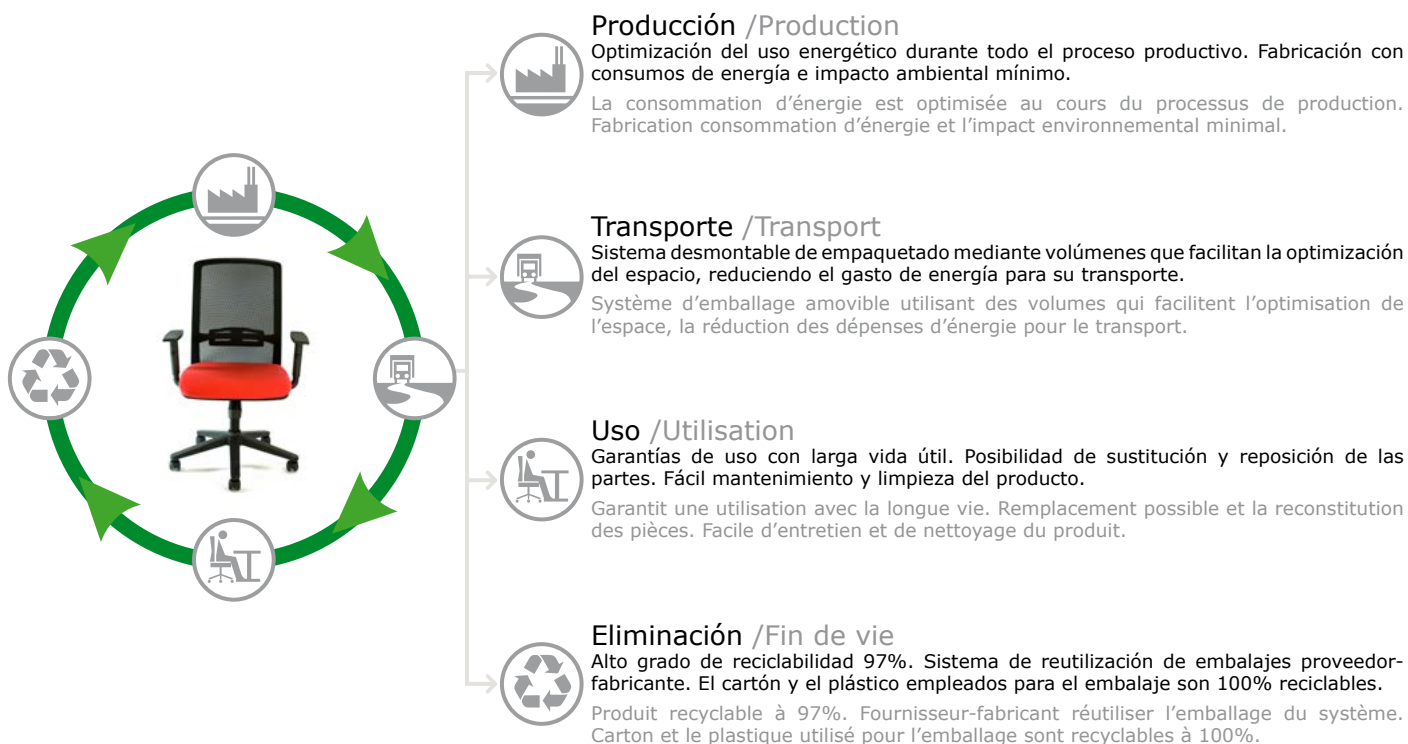 Producción /Production
Optimización del uso energético durante todo el proceso productivo. Fabricación con
consumos de energía e impacto ambiental mínimo.
La consommation d’énergie est optimisée au cours du processus de production.
Fabrication consommation d’énergie et l’impact environnemental minimal.
Transporte /Transport
Sistema desmontable de empaquetado mediante volúmenes que facilitan la optimización
del espacio, reduciendo el gasto de energía para su transporte.
Système d’emballage amovible utilisant des volumes qui facilitent l’optimisation de
l’espace, la réduction des dépenses d’énergie pour le transport.
Uso /Utilisation
Garantías de uso con larga vida útil. Posibilidad de sustitución y reposición de las
partes. Fácil mantenimiento y limpieza del producto.
Garantit une utilisation avec la longue vie. Remplacement possible et la reconstitution
des pièces. Facile d’entretien et de nettoyage du produit.
Eliminación /Fin de vie
Alto grado de reciclabilidad 97%. Sistema de reutilización de embalajes proveedor-
fabricante. El cartón y el plástico empleados para el embalaje son 100% reciclables.
Produit recyclable à 97%. Fournisseur-fabricant réutiliser l’emballage du système.
Carton et le plastique utilisé pour l’emballage sont recyclables à 100%.